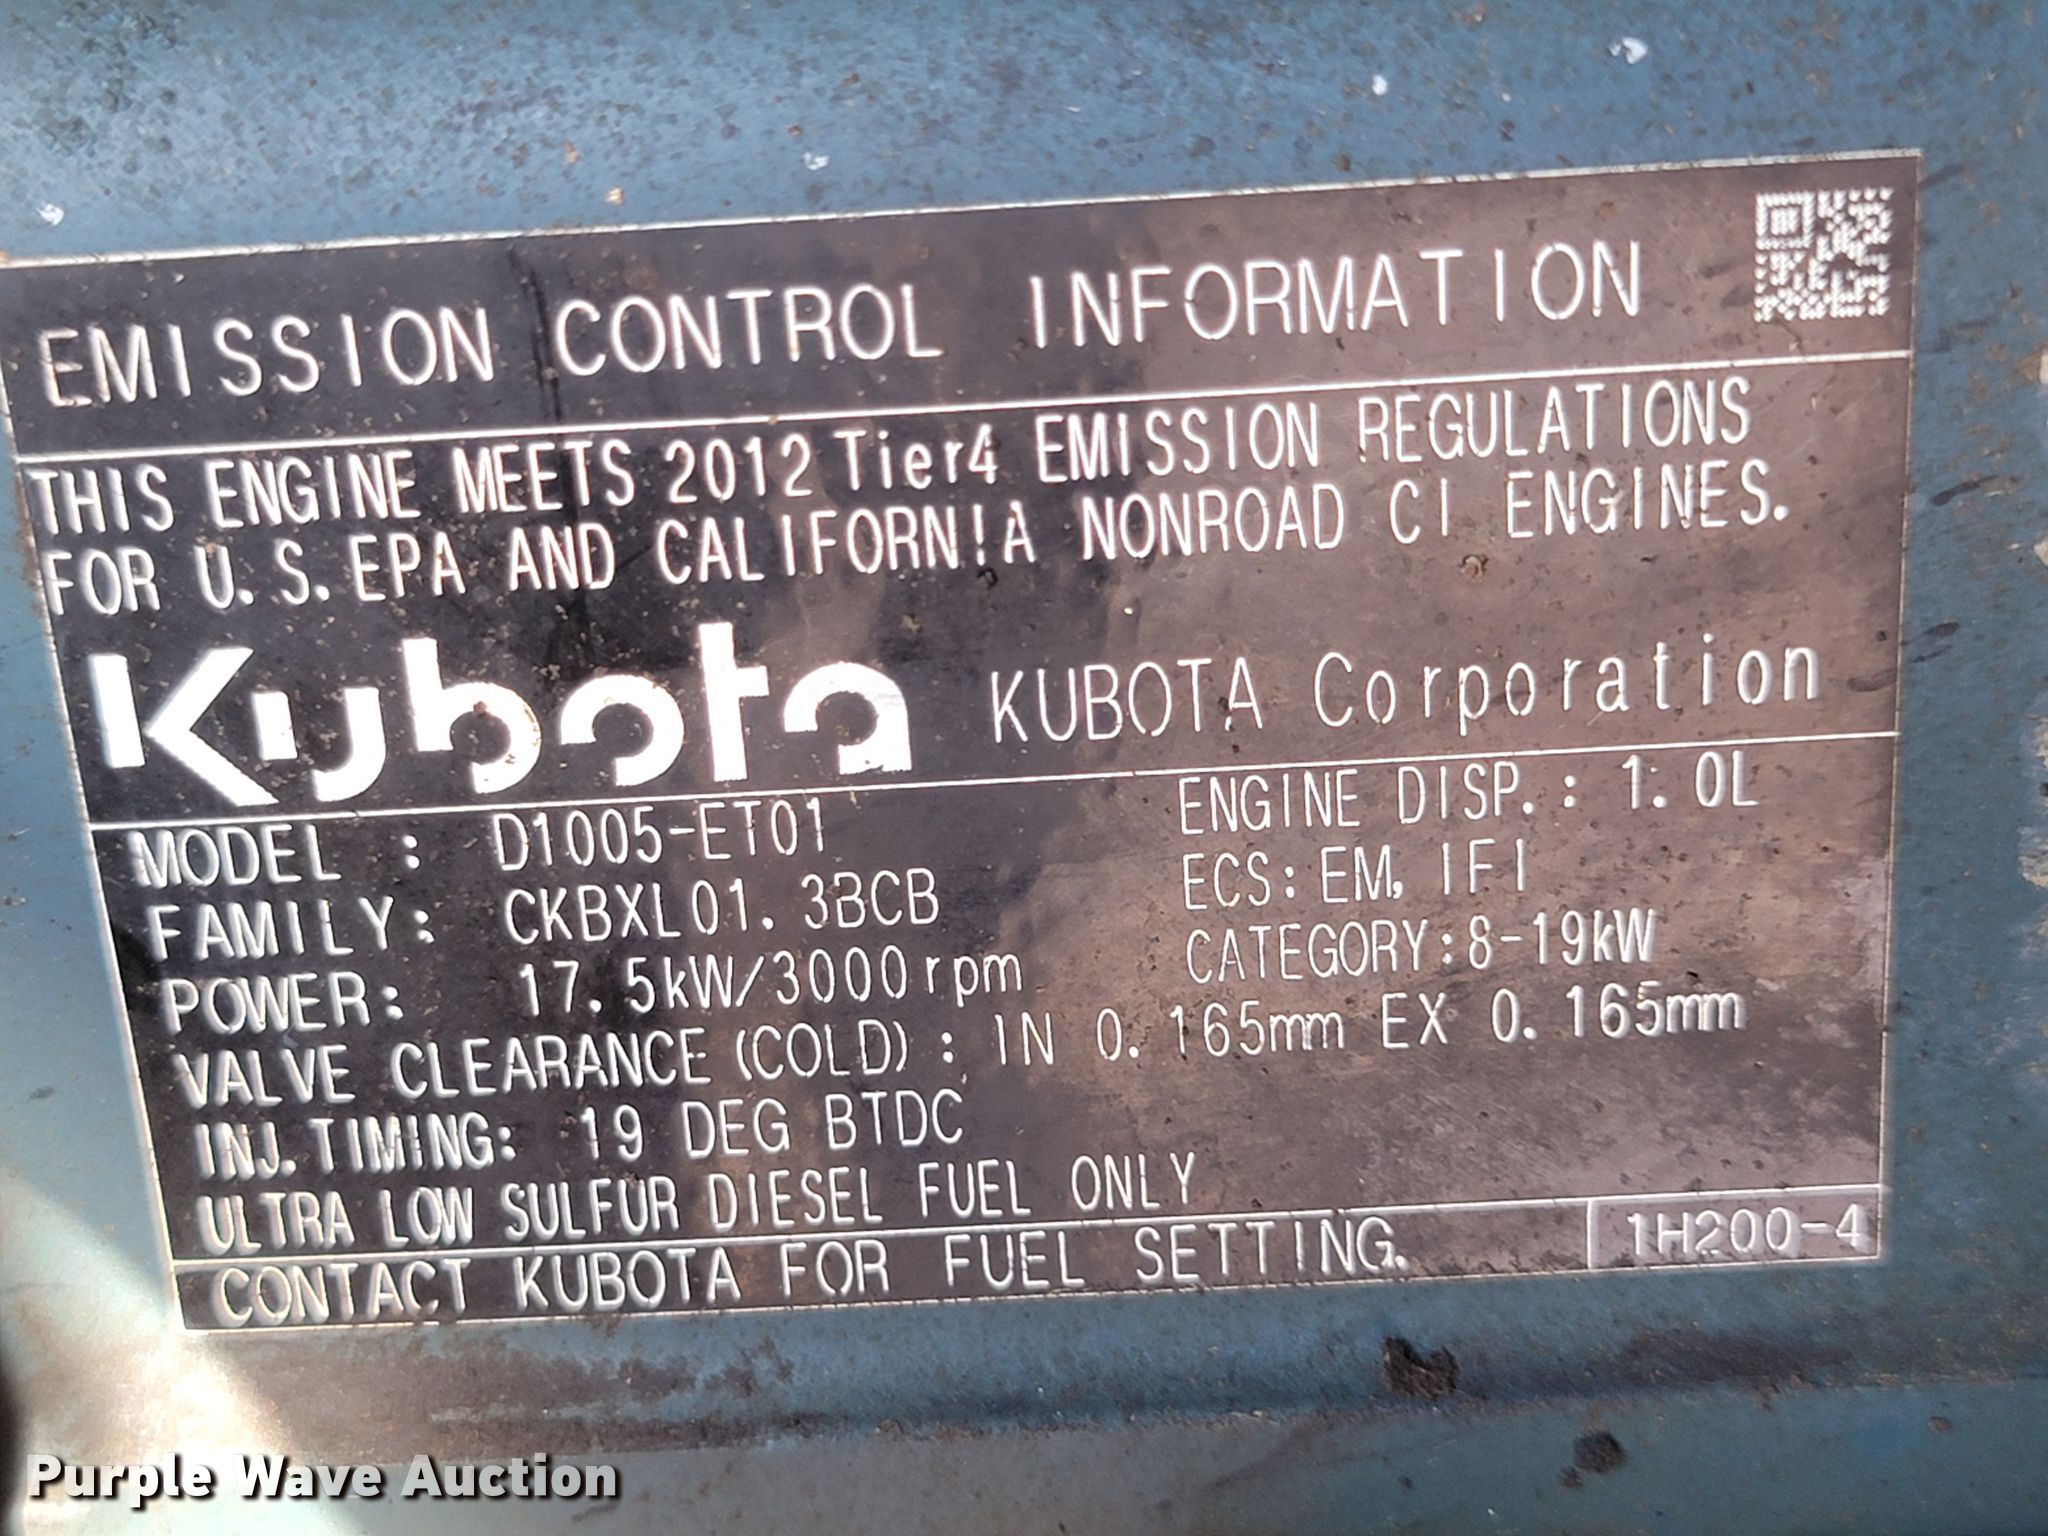 EMISSION CONTROL INFORMATION
THIS ENGINE MEETS 2012 Tier4 EMISSION REGULATIONS
FOR U.S.EPA AND CALIFORNIA NONROAD CI ENGINES.
Kubota KUBOTA Corporation
MODEL : D1005-ET01 ENGINE DISP.: 1.0L
FAMILY: CKBXL01.3BCB ECS: EM, IFI
POWER: 17.5kW/3000rpm CATEGORY:8-19kW
VALVE CLEARANCE (COLD) : IN 0.165mm EX 0.165mm
INJ.TIMING: 19 DEG BTDC
ULTRA LOW SULFUR DIESEL FUEL ONLY
CONTACT KUBOTA FOR FUEL SETTING. 1H200-4
Purple Wave Auction